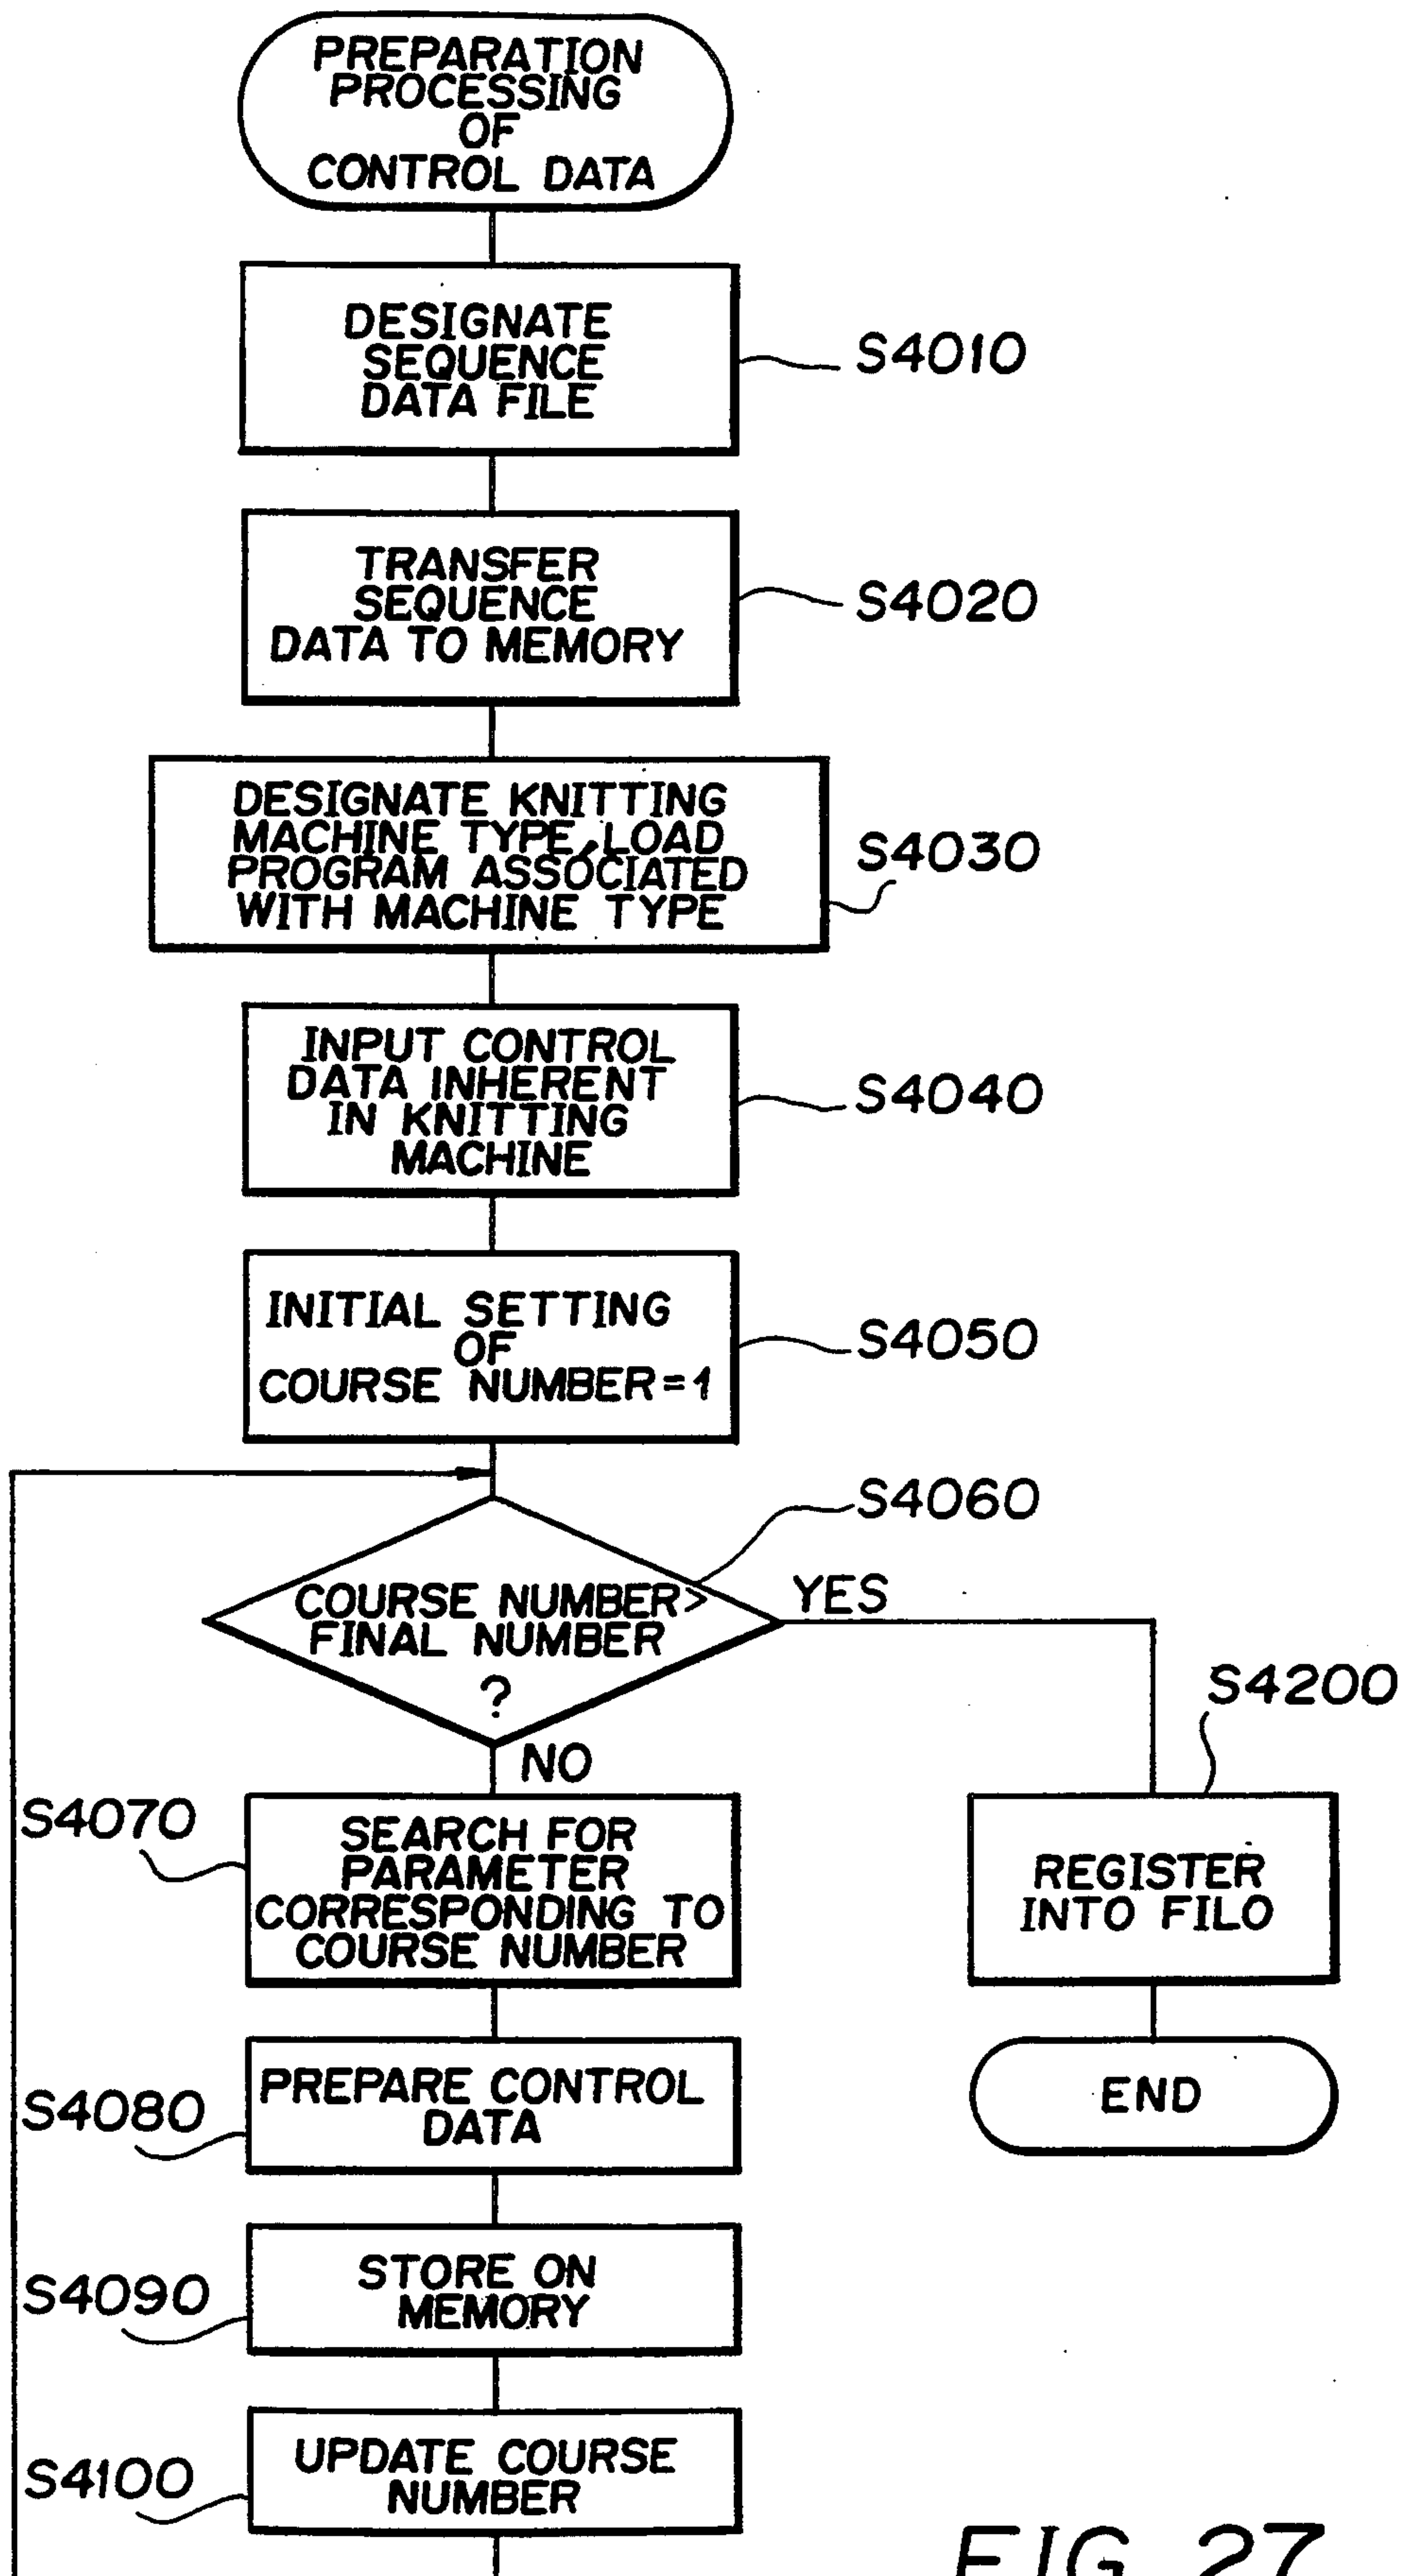 PREPARATION
PROCESSING
OF
CONTROL DATA
DESIGNATE
SEQUENCE
DATA FILE
S4010
TRANSFER
SEQUENCE
DATA TO MEMORY
S4020
DESIGNATE KNITTING
MACHINE TYPE, LOAD
PROGRAM ASSOCIATED
WITH MACHINE TYPE
S4030
INPUT CONTROL
DATA INHERENT
IN KNITTING
MACHINE
S4040
INITIAL SETTING
OF
COURSE NUMBER=1
S4050
S4060
COURSE NUMBER>
FINAL NUMBER
?
YES
NO
S4200
S4070
SEARCH FOR
PARAMETER
CORRESPONDING TO
COURSE NUMBER
REGISTER
INTO FILO
S4080
PREPARE CONTROL
DATA
END
S4090
STORE ON
MEMORY
S4100
UPDATE COURSE
NUMBER
FIG. 27